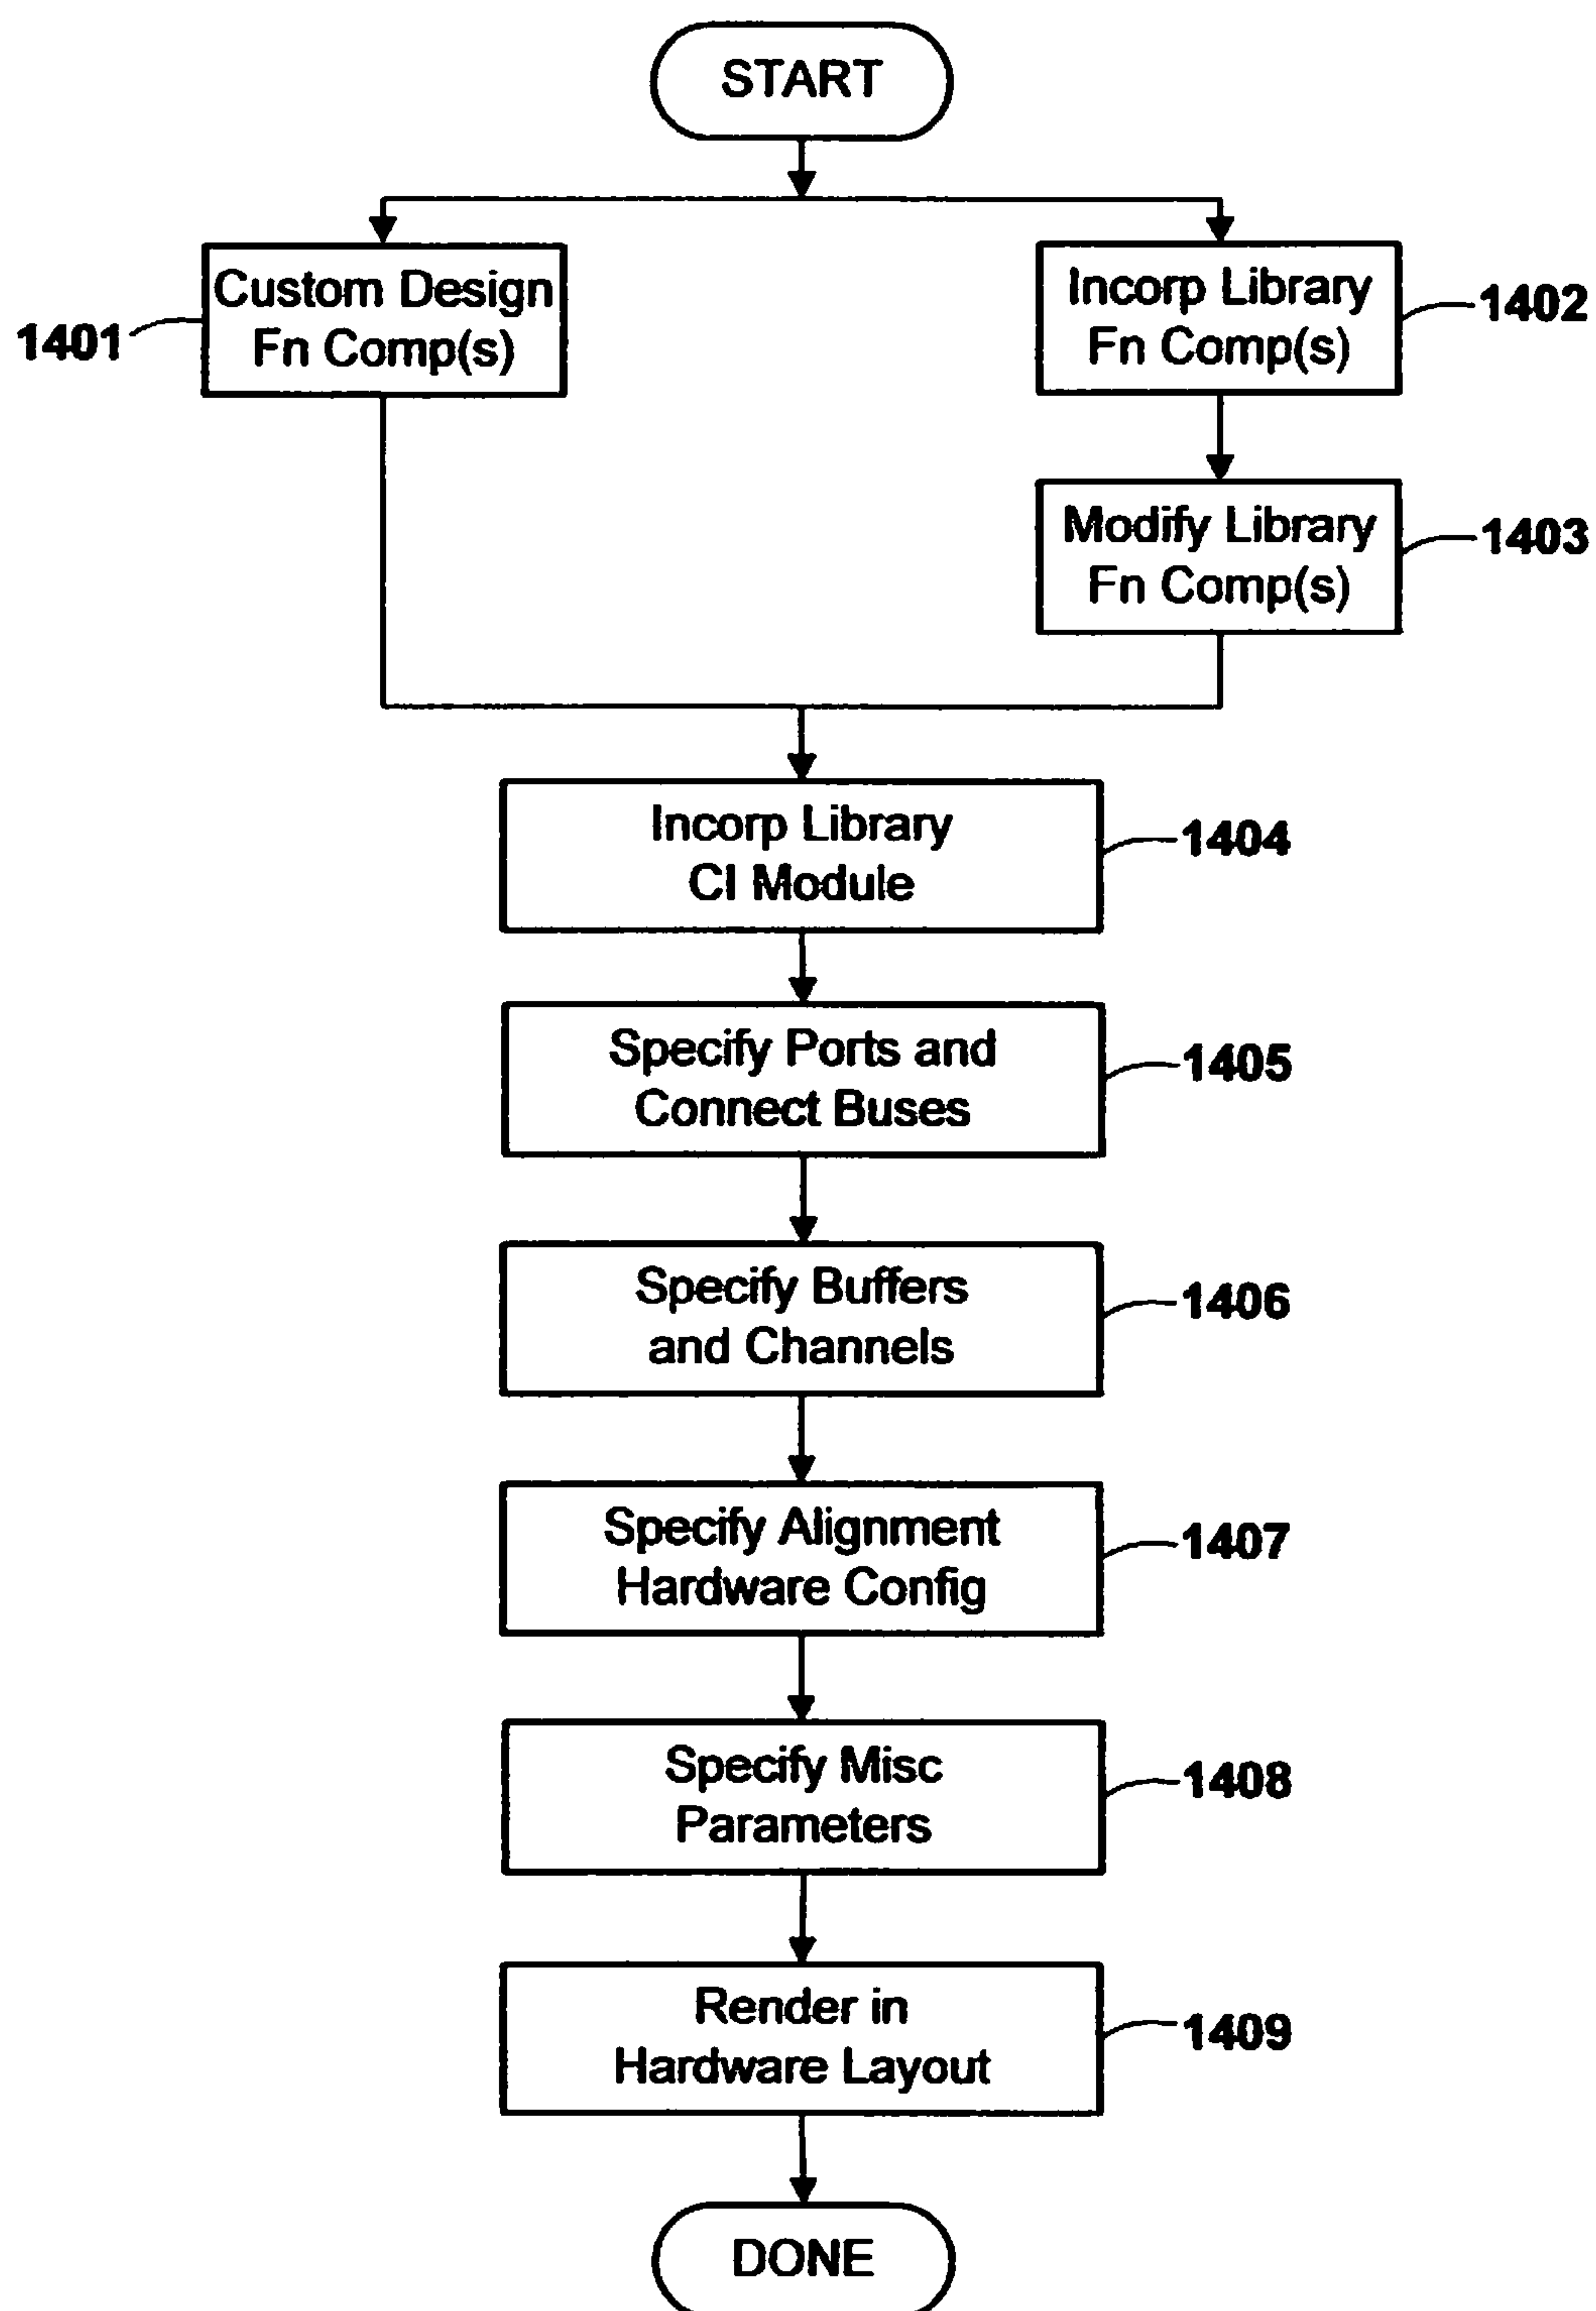 START
Custom Design
Fn Comp(s)
1401
Incorp Library
Fn Comp(s)
1402
Modify Library
Fn Comp(s)
1403
Incorp Library
CI Module
1404
Specify Ports and
Connect Buses
1405
Specify Buffers
and Channels
1406
Specify Alignment
Hardware Config
1407
Specify Misc
Parameters
1408
Render in
Hardware Layout
1409
DONE